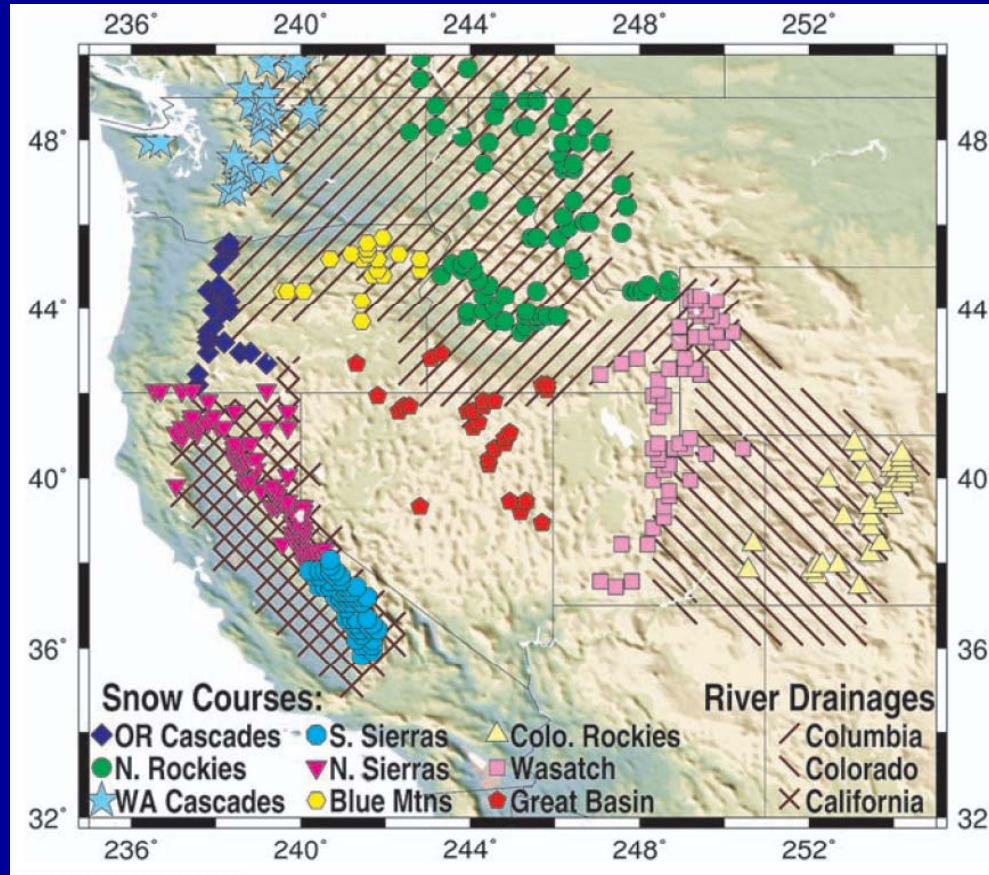 236° 240° 244° 248° 252°
48° 48
44° 44
40° 40
36° 36
Snow Courses: River Drainages
OR Cascades S. Sierras Colo. Rockies Columbia
N. Rockies N. Sierras Wasatch Colorado
WA Cascades Blue Mtns Great Basin California
32° 32
236° 240° 244° 248° 252°